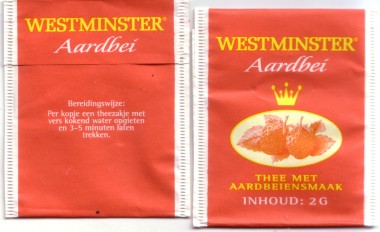 WESTMINSTER®
Aardbei
Bereidingswijze:
Per kopje een theezakje met
vers kokend water opgieten
en 3-5 minuten laten
trekken.
WESTMINSTER®
Aardbei
THEE MET
AARDBEIENSMAAK
INHOUD: 2G